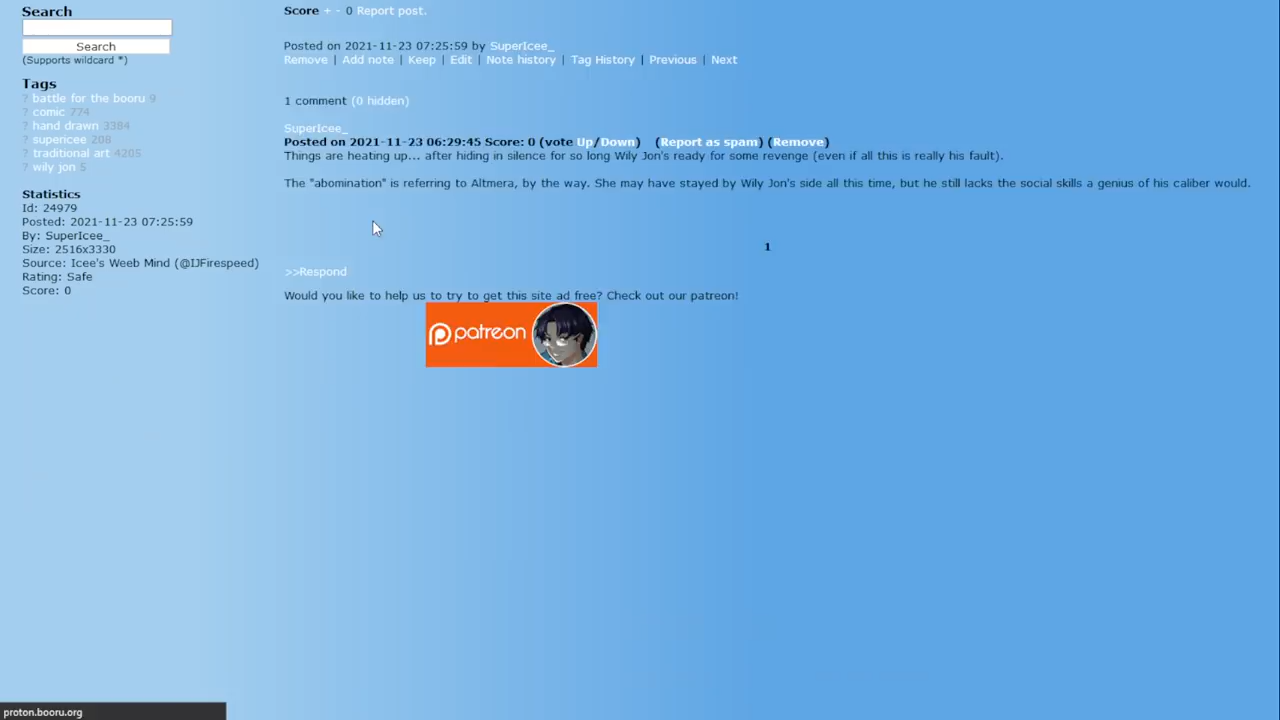 Search
Search
(Supports wildcard *)
Tags
? battle for the booru 9
? comic 774
? hand drawn 3384
? supericee 208
? traditional art 4205
? wily jon 5
Statistics
Id: 24979
Posted: 2021-11-23 07:25:59
By: SuperIcee_
Size: 2516x3330
Source: Icee's Weeb Mind (@IJFirespeed)
Rating: Safe
Score: 0
Score + - 0 Report post.
Posted on 2021-11-23 07:25:59 by SuperIcee_
Remove | Add note | Keep | Edit | Note history | Tag History | Previous | Next
1 comment (0 hidden)
SuperIcee_
Posted on 2021-11-23 06:29:45 Score: 0 (vote Up/Down) (Report as spam) (Remove)
Things are heating up... after hiding in silence for so long Wily Jon's ready for some revenge (even if all this is really his fault).
The "abomination" is referring to Altmera, by the way. She may have stayed by Wily Jon's side all this time, but he still lacks the social skills a genius of his caliber would.
1
>>Respond
Would you like to help us to try to get this site ad free? Check out our patreon!
patreon
proton.booru.org